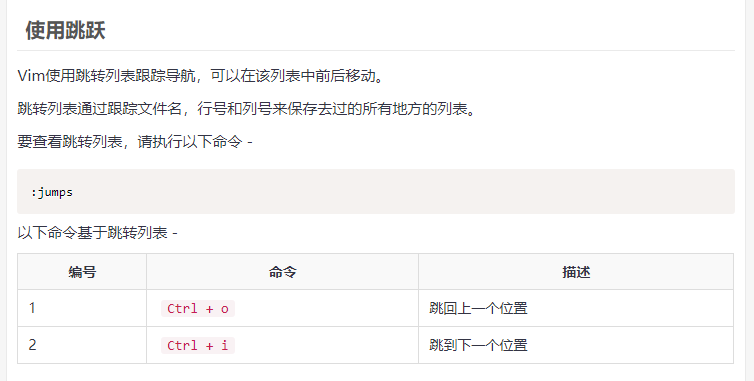 使用跳跃
Vim使用跳转列表跟踪导航，可以在该列表中前后移动。
跳转列表通过跟踪文件名，行号和列号来保存去过的所有地方的列表。
要查看跳转列表，请执行以下命令 -
:jumps
以下命令基于跳转列表 -
编号 命令 描述
1 Ctrl + o 跳回上一个位置
2 Ctrl + i 跳到下一个位置